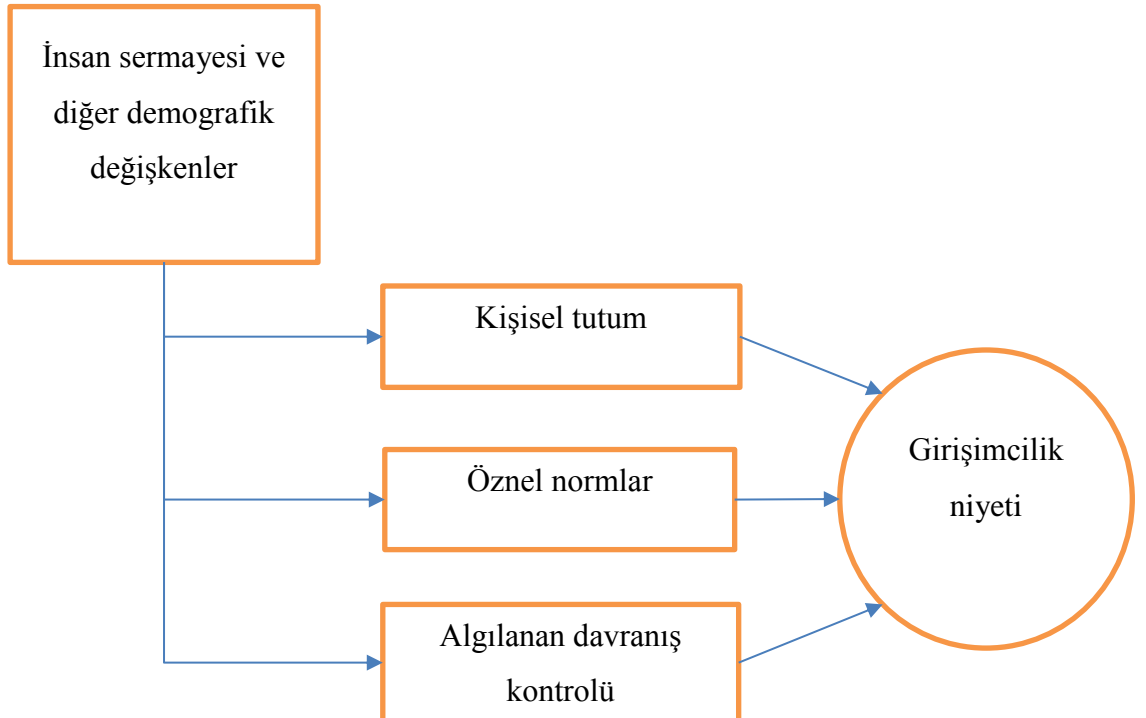 İnsan sermayesi ve
diğer demografik
değişkenler
Kişisel tutum
Öznel normlar
Algılanan davranış
kontrolü
Girişimcilik
niyeti